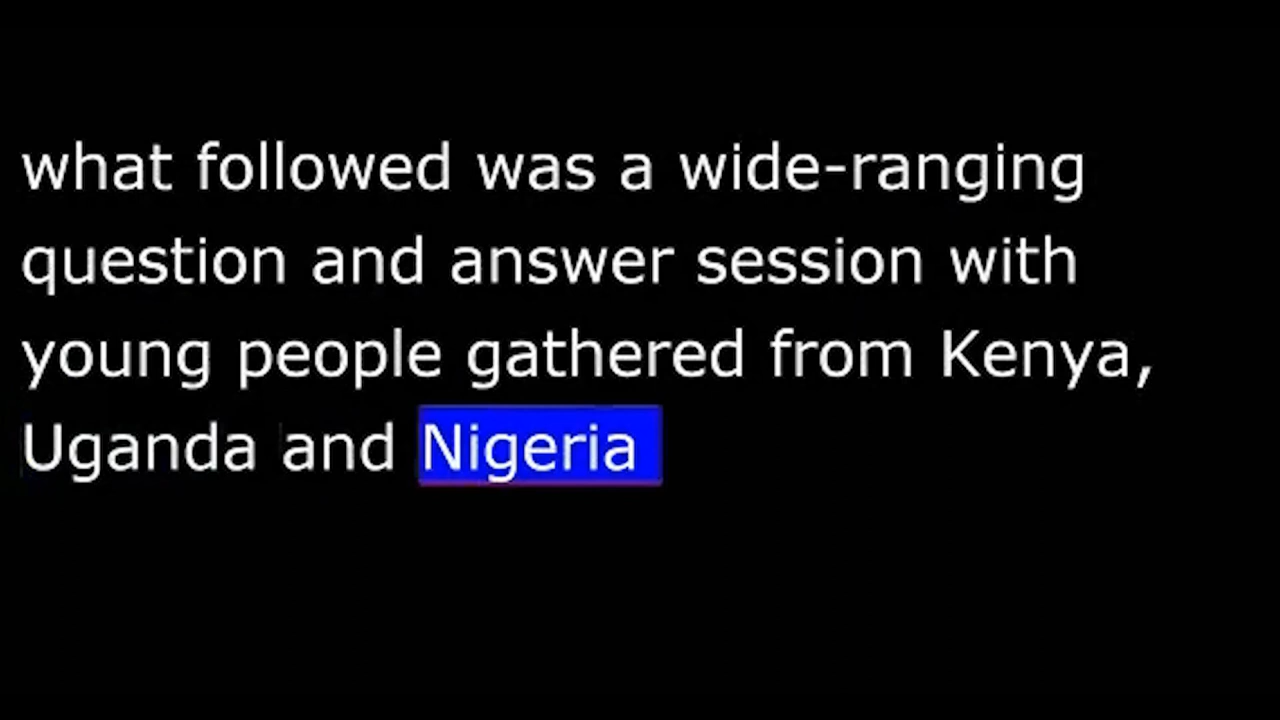 what followed was a wide-ranging
question and answer session with
young people gathered from Kenya,
Uganda and Nigeria